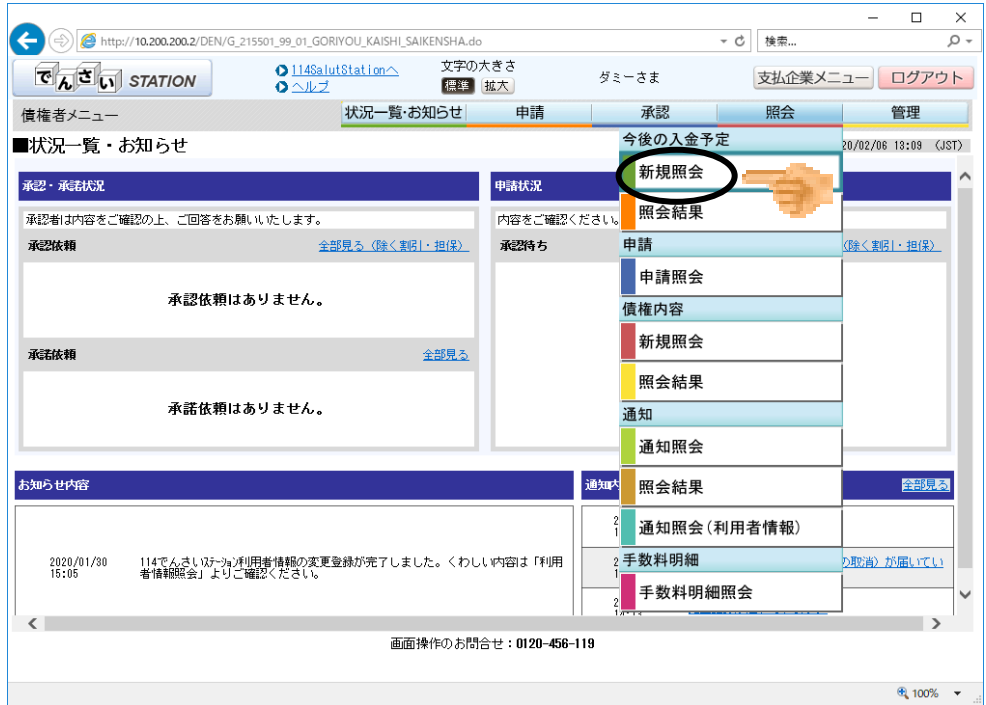 http://10.200.200.2/DEN/G_215501_99_01_GORIYOU_KAISHI_SAIKENSHA.do
検索...
でんさい STATION
114SalutStationへ
ヘルプ
文字の大きさ
標準 拡大
ダミーさま
支払企業メニュー
ログアウト
債権者メニュー
状況一覧・お知らせ
申請
承認
照会
管理
■状況一覧・お知らせ
20/02/06 13:09 (JST)
承認・承諾状況
承認者は内容をご確認の上、ご回答をお願いいたします。
承認依頼
全部見る（除く割引・担保）
承認依頼はありません。
承諾依頼
全部見る
承諾依頼はありません。
申請状況
内容をご確認ください。
承認待ち
（除く割引・担保）
今後の入金予定
新規照会
照会結果
申請
申請照会
債権内容
新規照会
照会結果
通知
通知照会
照会結果
通知照会（利用者情報）
手数料明細
手数料明細照会
お知らせ内容
2020/01/30
15:05
114でんさいｽﾃｰｼｮﾝ利用者情報の変更登録が完了しました。くわしい内容は「利用
者情報照会」よりご確認ください。
通知内
全部見る
の取消）が届いてい
画面操作のお問合せ：0120-456-119
100%